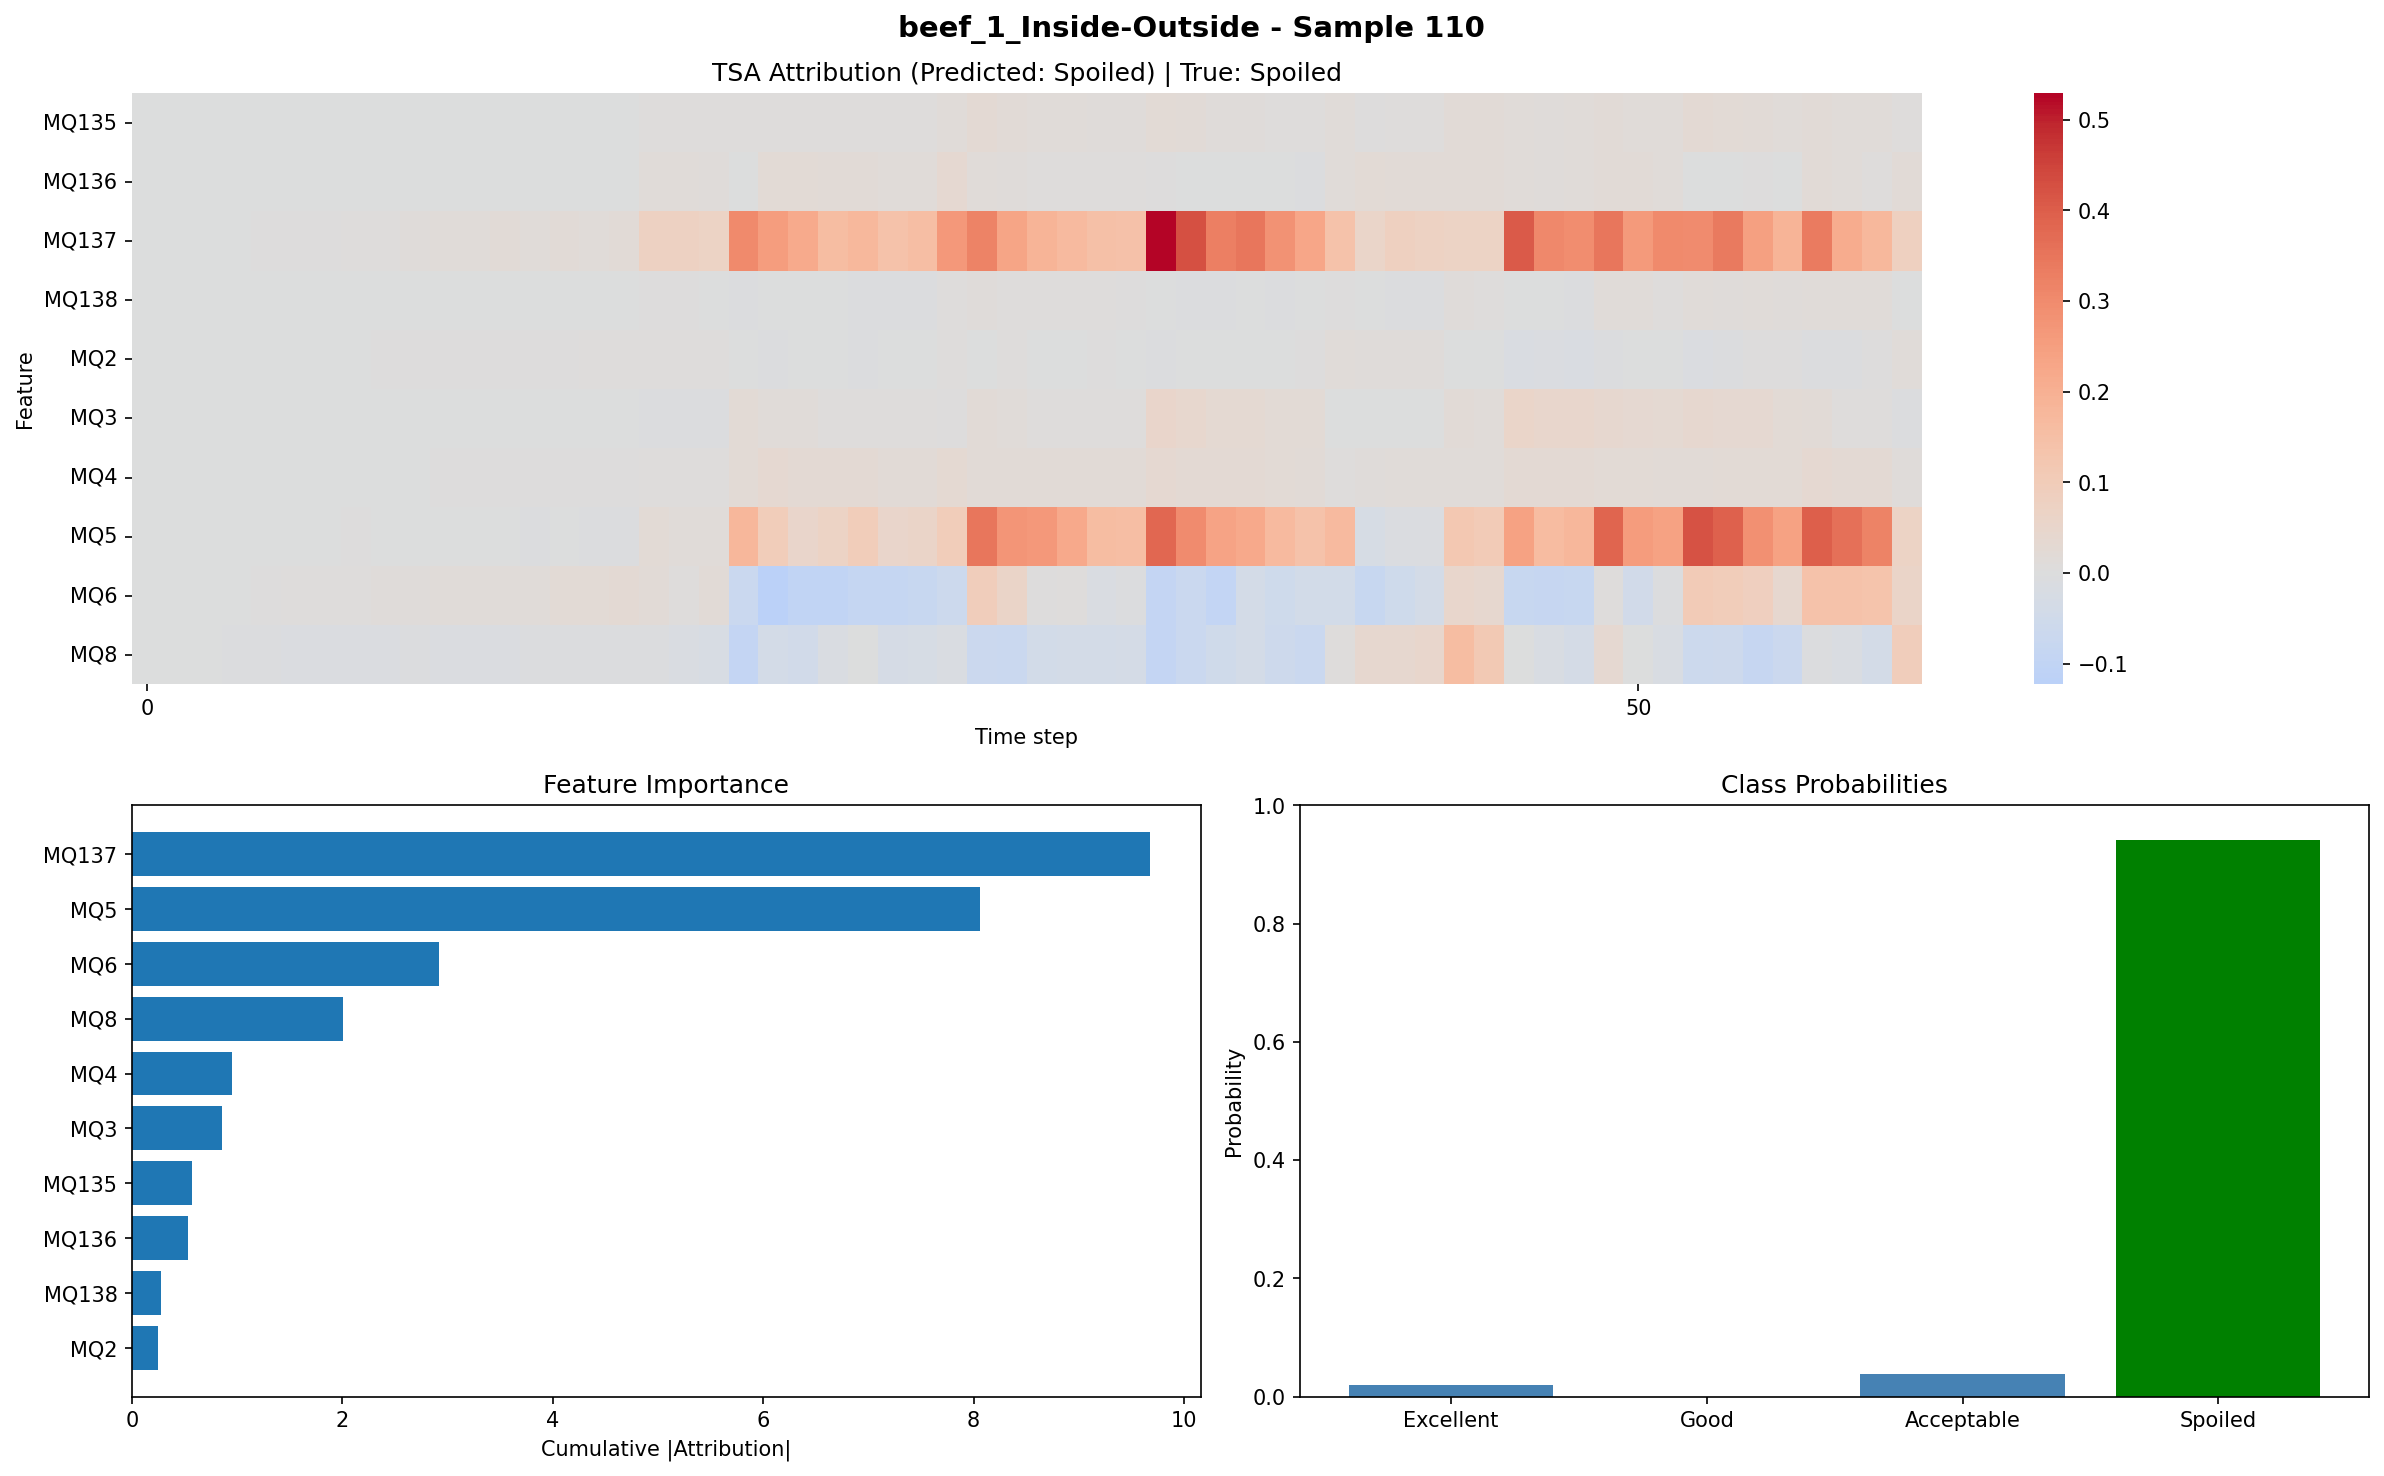 beef_1_Inside-Outside - Sample 110
TSA Attribution (Predicted: Spoiled) | True: Spoiled
Feature
MQ135
MQ136
MQ137
MQ138
MQ2
MQ3
MQ4
MQ5
MQ6
MQ8
0
50
Time step
0.5
0.4
0.3
0.2
0.1
0.0
−0.1
Feature Importance
MQ137
MQ5
MQ6
MQ8
MQ4
MQ3
MQ135
MQ136
MQ138
MQ2
0 2 4 6 8 10
Cumulative |Attribution|
Class Probabilities
Probability
1.0
0.8
0.6
0.4
0.2
0.0
Excellent Good Acceptable Spoiled